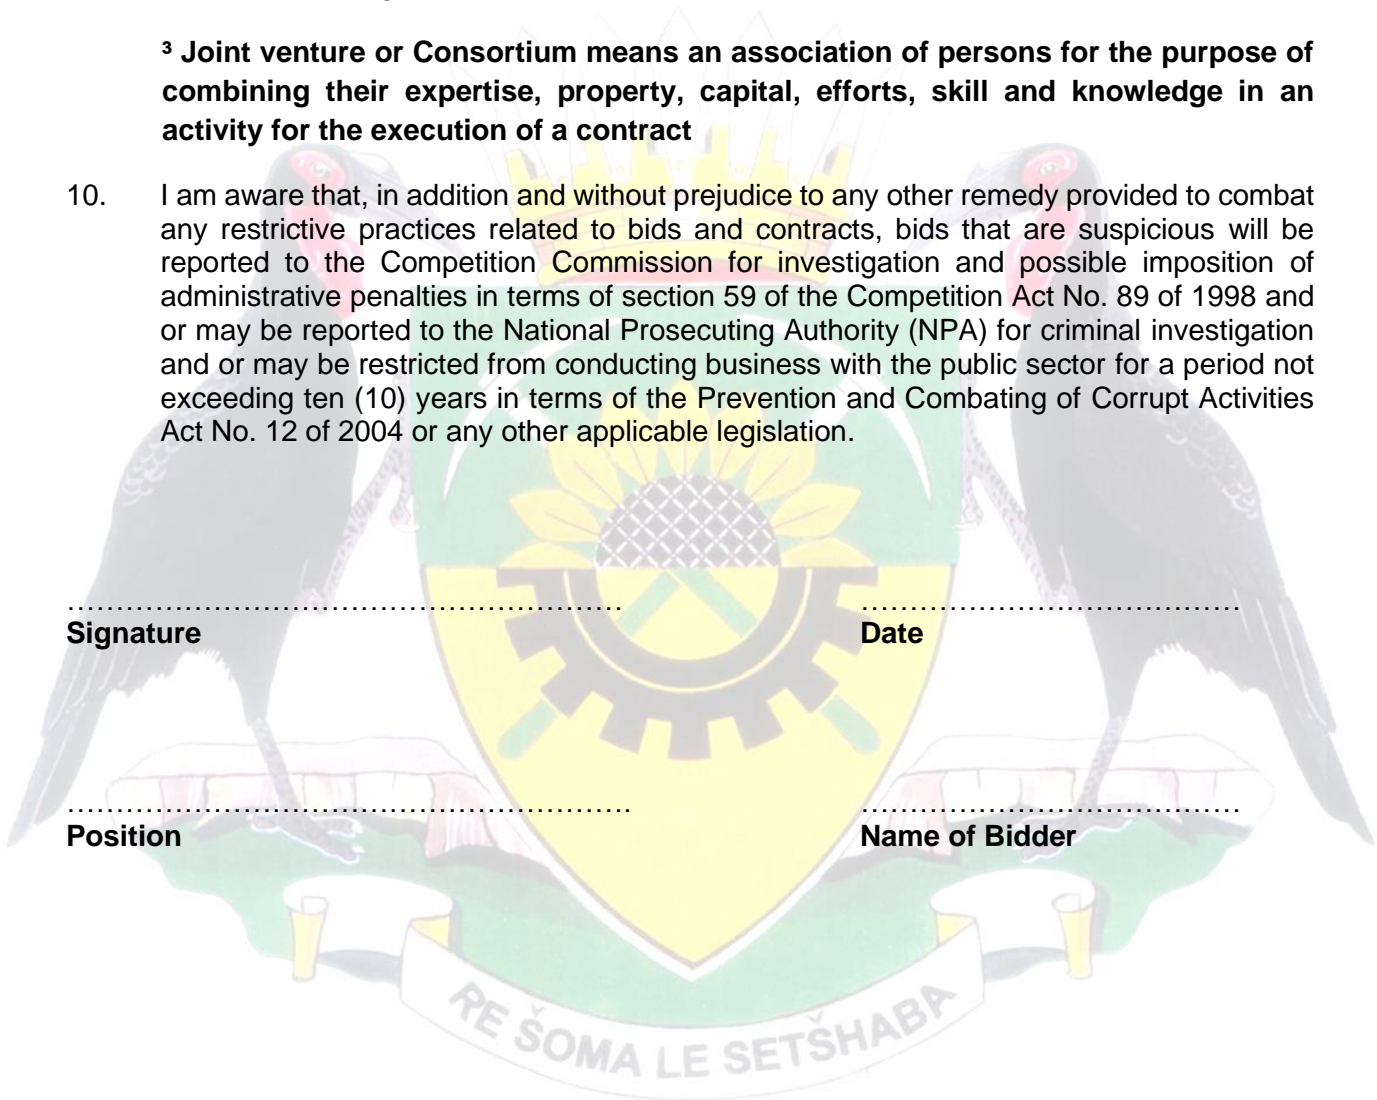 ³ Joint venture or Consortium means an association of persons for the purpose of
combining their expertise, property, capital, efforts, skill and knowledge in an
activity for the execution of a contract
10. I am aware that, in addition and without prejudice to any other remedy provided to combat
any restrictive practices related to bids and contracts, bids that are suspicious will be
reported to the Competition Commission for investigation and possible imposition of
administrative penalties in terms of section 59 of the Competition Act No. 89 of 1998 and
or may be reported to the National Prosecuting Authority (NPA) for criminal investigation
and or may be restricted from conducting business with the public sector for a period not
exceeding ten (10) years in terms of the Prevention and Combating of Corrupt Activities
Act No. 12 of 2004 or any other applicable legislation.
………………………………………………… …………………………………
Signature Date
…………………………………………………. …………………………………
Position Name of Bidder
RE ŠOMA LE SETŠHABA